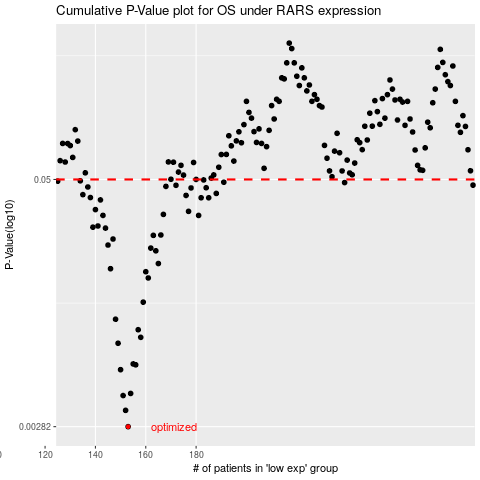 Cumulative P-Value plot for OS under RARS expression
P-Value(log10)
0.05
0.00282
optimized
0 120 140 160 180
# of patients in 'low exp' group